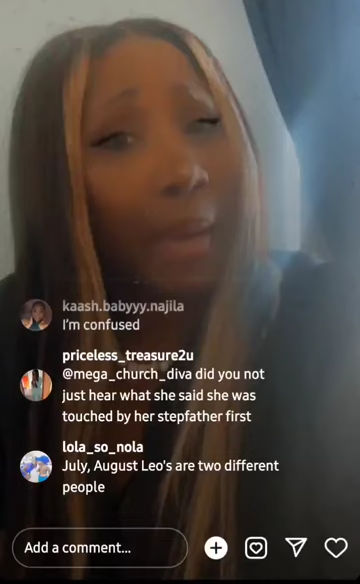 kaash.babyyy.najila
I'm confused
priceless_treasure2u
@mega_church_diva did you not
just hear what she said she was
touched by her stepfather first
lola_so_nola
July, August Leo's are two different
people
Add a comment...